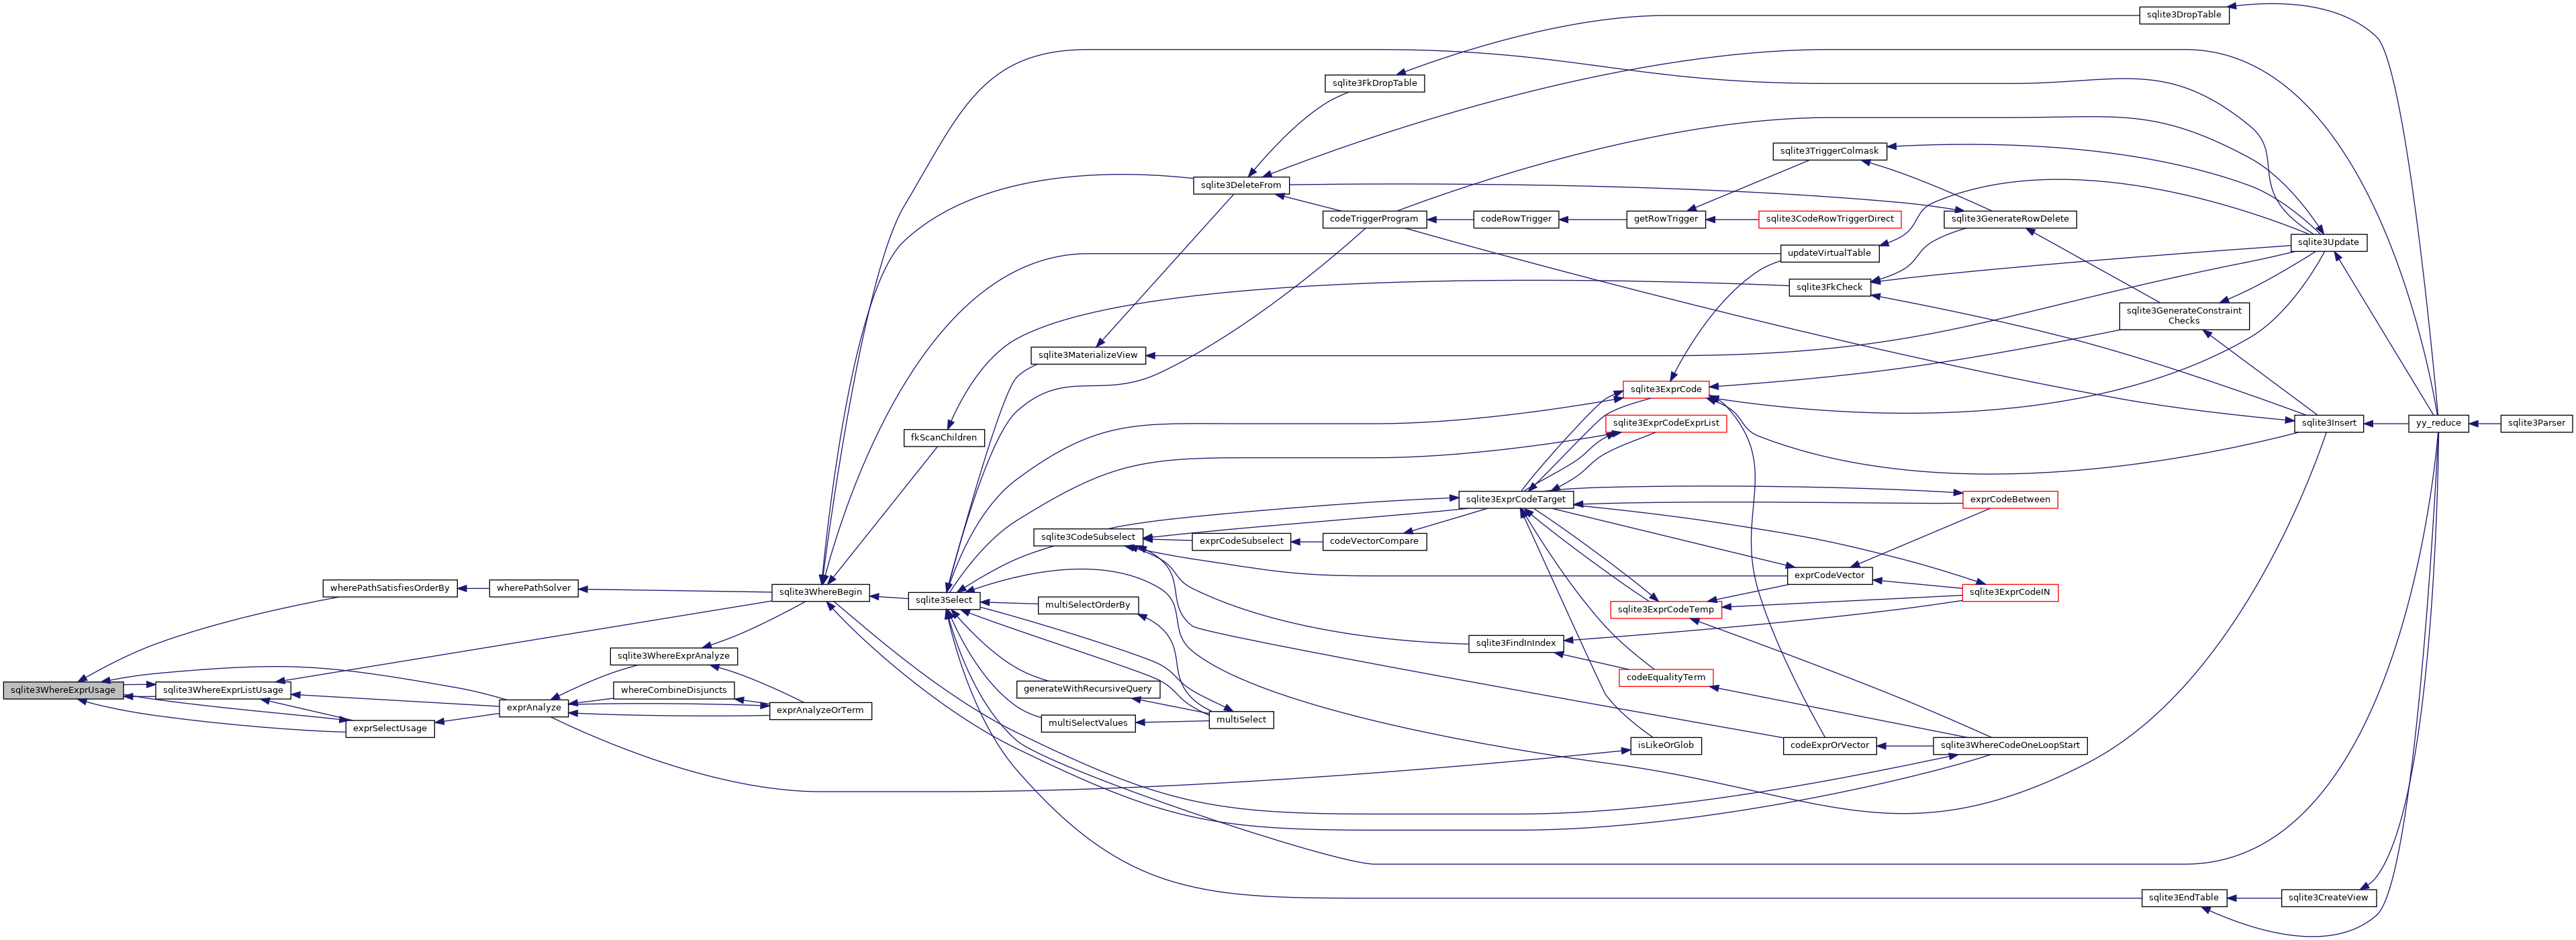 sqlite3DropTable
sqlite3FkDropTable
sqlite3TriggerColmask
sqlite3DeleteFrom
codeTriggerProgram
codeRowTrigger
getRowTrigger
sqlite3CodeRowTriggerDirect
sqlite3GenerateRowDelete
sqlite3Update
updateVirtualTable
sqlite3FkCheck
sqlite3GenerateConstraint
Checks
sqlite3MaterializeView
sqlite3ExprCode
sqlite3ExprCodeExprList
sqlite3Insert
yy_reduce
sqlite3Parser
fkScanChildren
sqlite3ExprCodeTarget
exprCodeBetween
sqlite3CodeSubselect
exprCodeSubselect
codeVectorCompare
exprCodeVector
wherePathSatisfiesOrderBy
wherePathSolver
sqlite3WhereBegin
sqlite3Select
multiSelectOrderBy
sqlite3ExprCodeTemp
sqlite3ExprCodeIN
sqlite3FindInIndex
sqlite3WhereExprAnalyze
codeEqualityTerm
sqlite3WhereExprUsage
sqlite3WhereExprListUsage
whereCombineDisjuncts
generateWithRecursiveQuery
exprAnalyze
exprAnalyzeOrTerm
exprSelectUsage
multiSelectValues
multiSelect
isLikeOrGlob
codeExprOrVector
sqlite3WhereCodeOneLoopStart
sqlite3EndTable
sqlite3CreateView